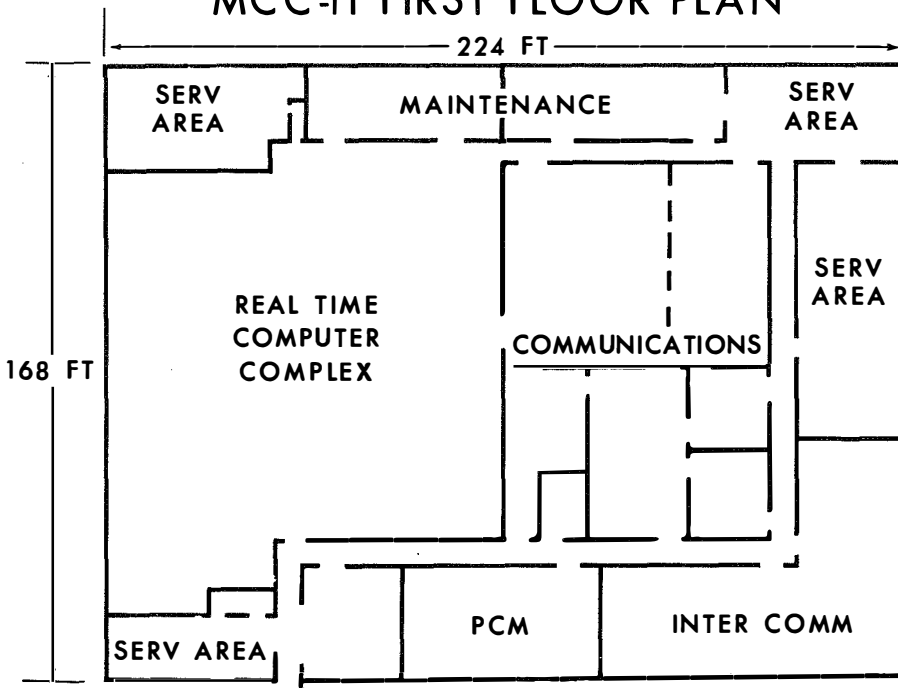 MCC-H FIRST FLOOR PLAN
224 FT
SERV
AREA
MAINTENANCE
SERV
AREA
SERV
AREA
REAL TIME
COMPUTER
COMPLEX
COMMUNICATIONS
168 FT
PCM
INTER COMM
SERV AREA